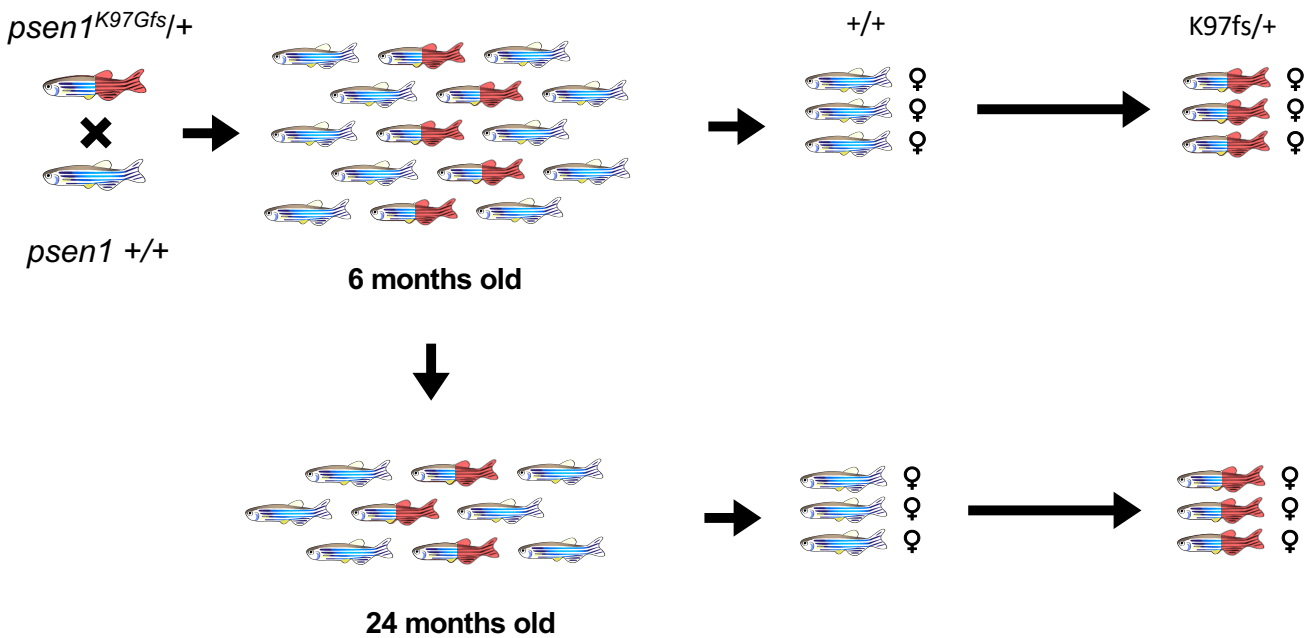 psen1K97Gfs/+
+/+
K97fs/+
psen1 +/+
♀
♀
♀
♀
♀
♀
6 months old
♀
♀
♀
♀
♀
♀
24 months old